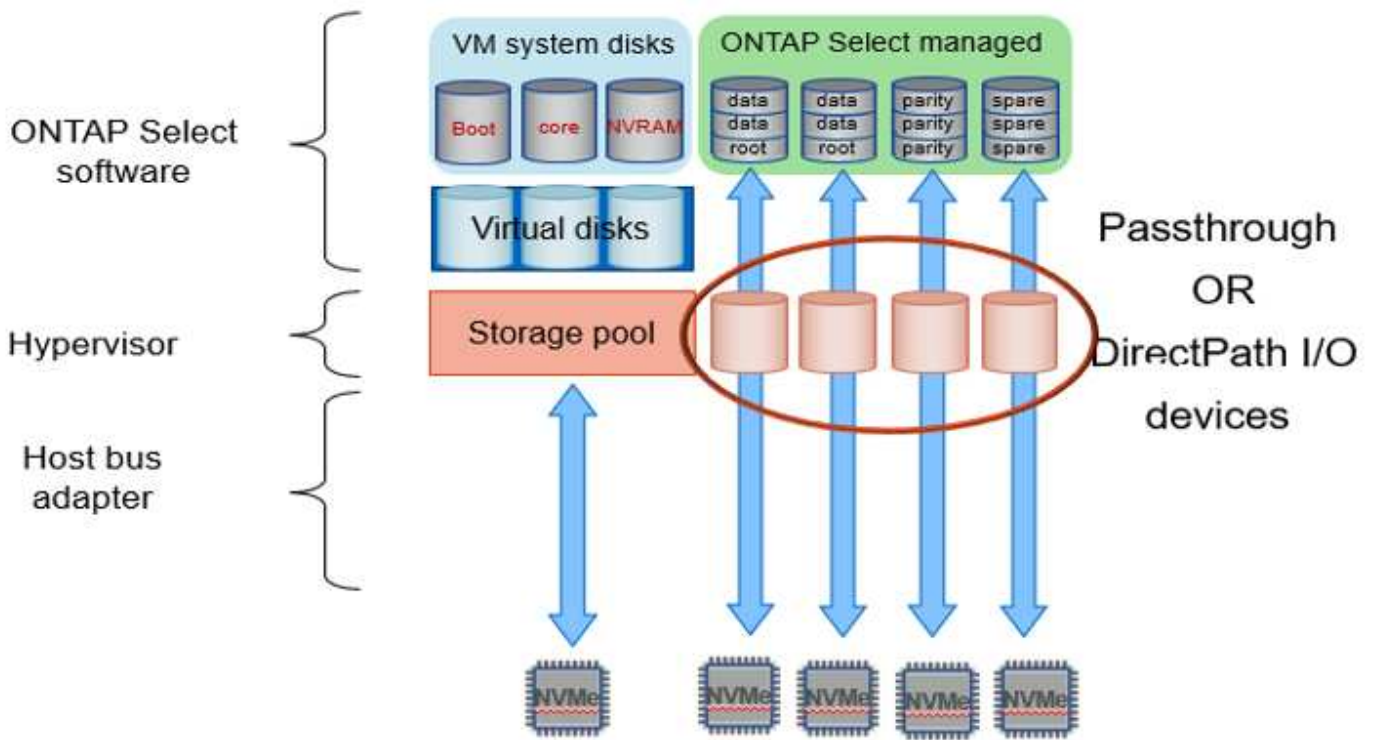 VM system disks
ONTAP Select managed
Boot
core
NVRAM
data
data
root
data
data
root
parity
parity
parity
spare
spare
spare
ONTAP Select
software
Virtual disks
Passthrough
OR
DirectPath I/O
devices
Hypervisor
Storage pool
Host bus
adapter
NVMe
NVMe
NVMe
NVMe
NVMe